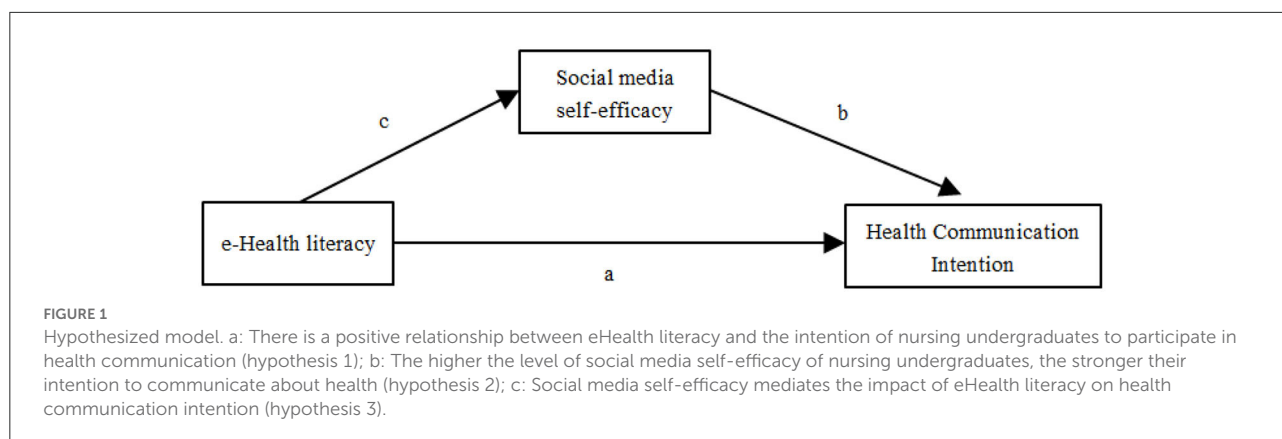 Social media
self-efficacy
c
b
e-Health literacy
Health Communication
Intention
a
FIGURE 1
Hypothesized model. a: There is a positive relationship between eHealth literacy and the intention of nursing undergraduates to participate in
health communication (hypothesis 1); b: The higher the level of social media self-efficacy of nursing undergraduates, the stronger their
intention to communicate about health (hypothesis 2); c: Social media self-efficacy mediates the impact of eHealth literacy on health
communication intention (hypothesis 3).